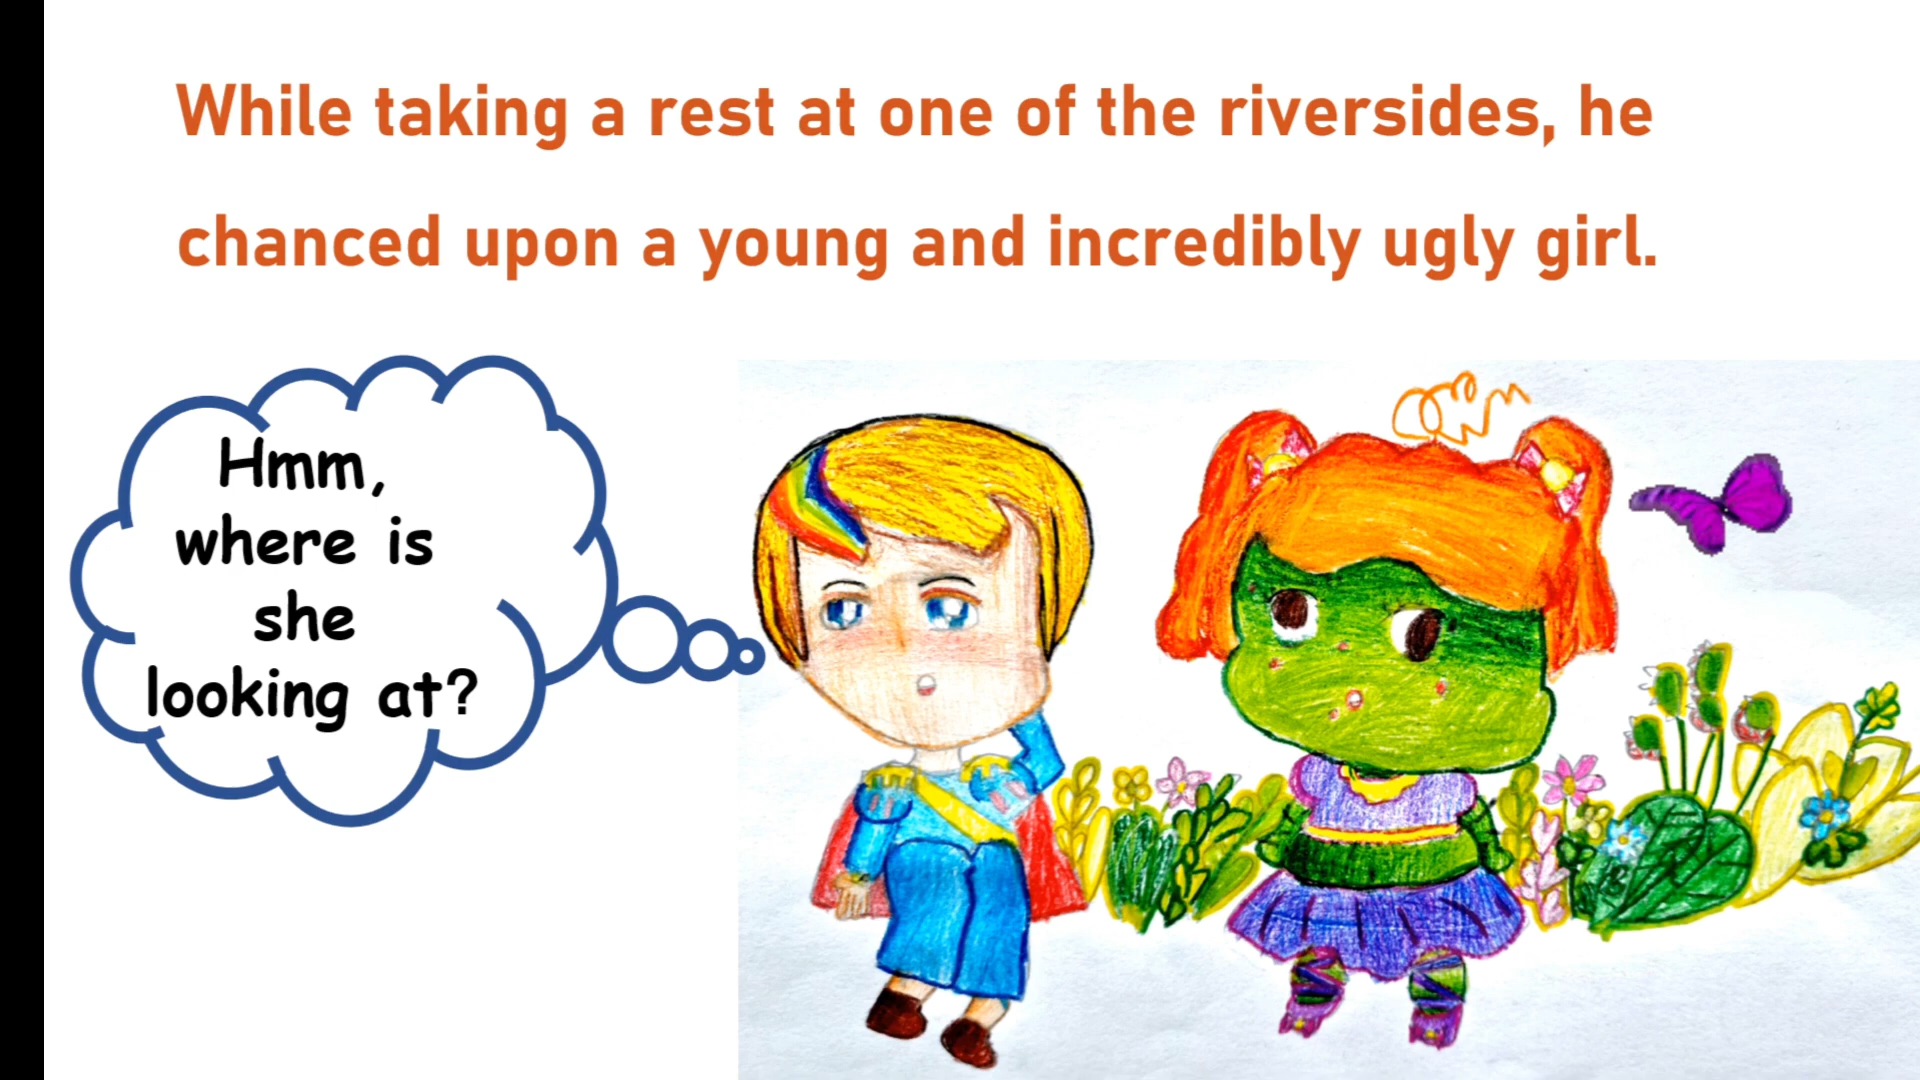 While taking a rest at one of the riversides, he
chanced upon a young and incredibly ugly girl.
Hmm,
where is
she
looking at?